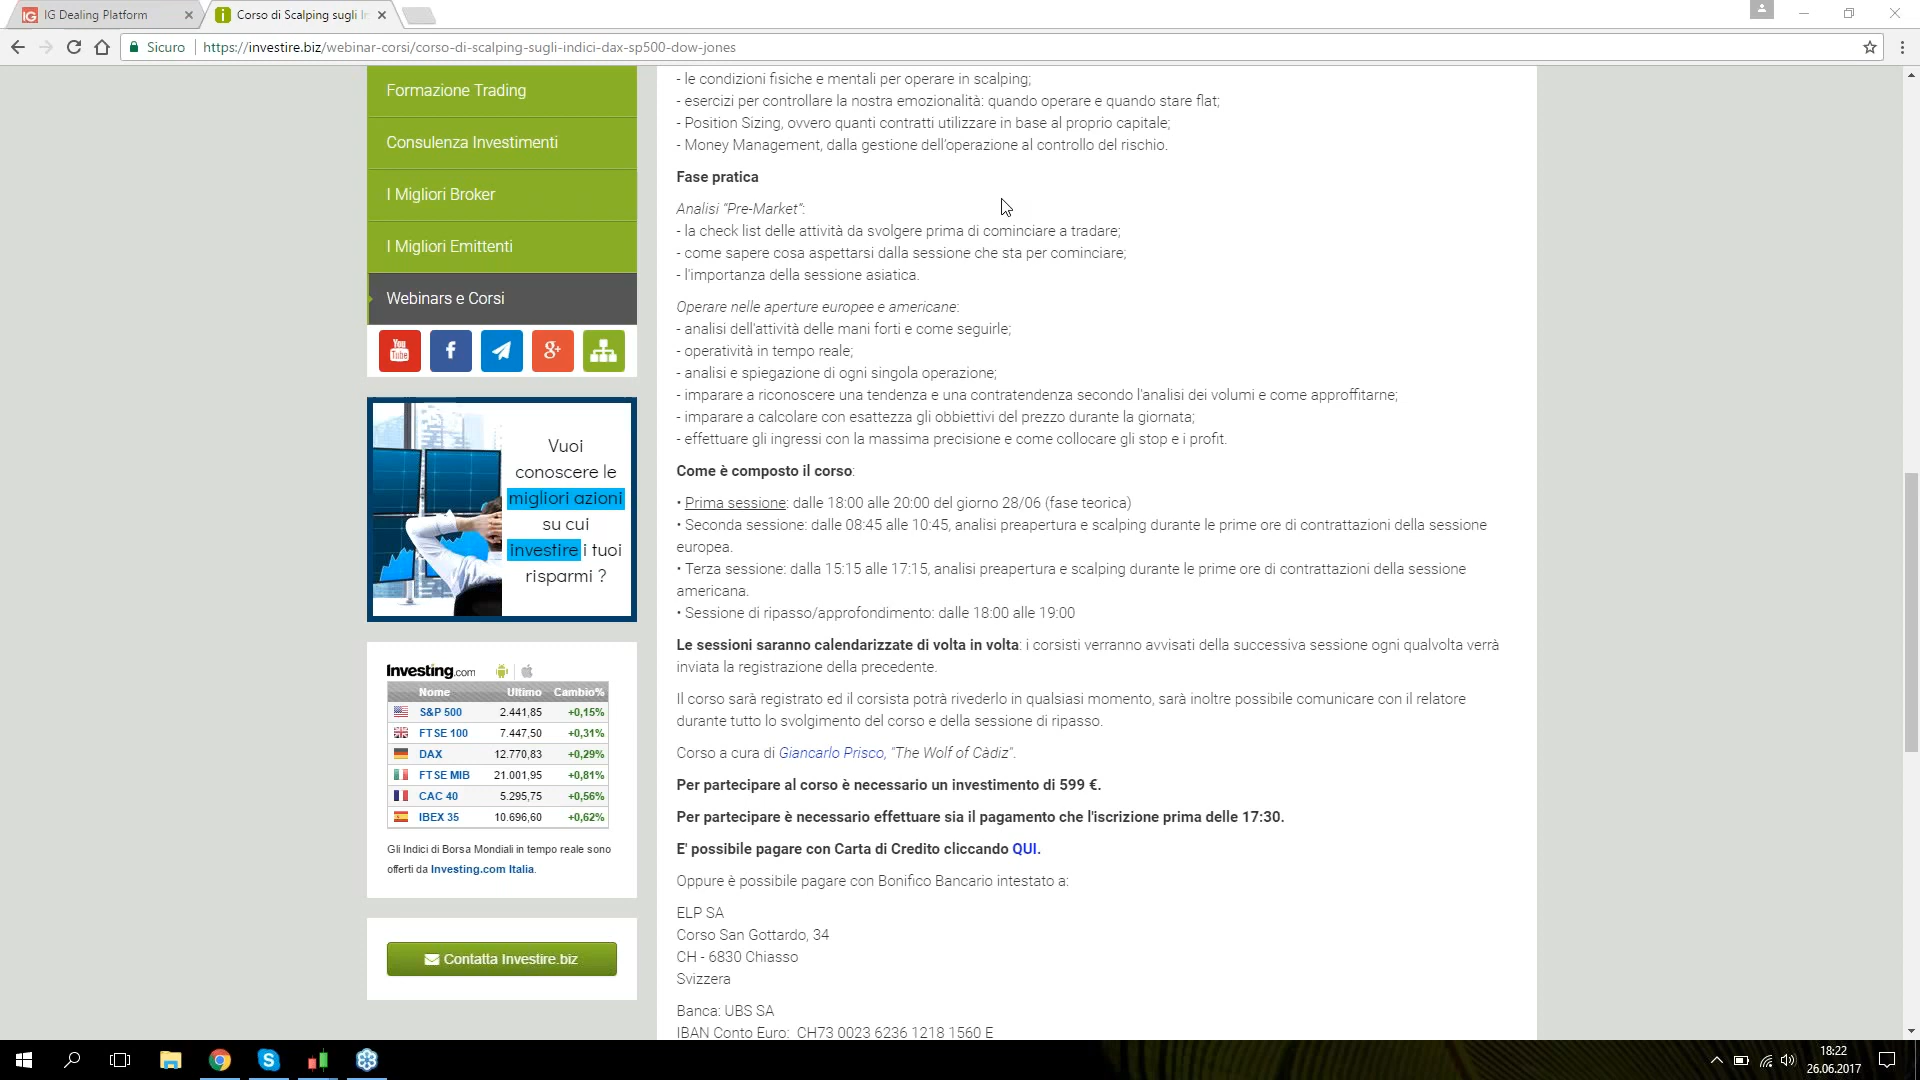 IG Dealing Platform
Corso di Scalping sugli In
Sicuro
https://investire.biz/webinar-corsi/corso-di-scalping-sugli-indici-dax-sp500-dow-jones
Formazione Trading
Consulenza Investimenti
I Migliori Broker
I Migliori Emittenti
Webinars e Corsi
You Tube
f
g+
Vuoi
conoscere le
migliori azioni
su cui
investire i tuoi
risparmi ?
Investing.com
Nome Ultimo Cambio%
S&P 500 2.441,85 +0,15%
FTSE 100 7.447,50 +0,31%
DAX 12.770,83 +0,29%
FTSE MIB 21.001,95 +0,81%
CAC 40 5.295,75 +0,56%
IBEX 35 10.696,60 +0,62%
Gli Indici di Borsa Mondiali in tempo reale sono
offerti da Investing.com Italia.
Contatta Investire.biz
- le condizioni fisiche e mentali per operare in scalping;
- esercizi per controllare la nostra emozionalità: quando operare e quando stare flat;
- Position Sizing, ovvero quanti contratti utilizzare in base al proprio capitale;
- Money Management, dalla gestione dell'operazione al controllo del rischio.
Fase pratica
Analisi "Pre-Market":
- la check list delle attività da svolgere prima di cominciare a tradare;
- come sapere cosa aspettarsi dalla sessione che sta per cominciare;
- l'importanza della sessione asiatica.
Operare nelle aperture europee e americane:
- analisi dell'attività delle mani forti e come seguirle;
- operatività in tempo reale;
- analisi e spiegazione di ogni singola operazione;
- imparare a riconoscere una tendenza e una contratendenza secondo l'analisi dei volumi e come approffitarne;
- imparare a calcolare con esattezza gli obbiettivi del prezzo durante la giornata;
- effettuare gli ingressi con la massima precisione e come collocare gli stop e i profit.
Come è composto il corso:
• Prima sessione: dalle 18:00 alle 20:00 del giorno 28/06 (fase teorica)
• Seconda sessione: dalle 08:45 alle 10:45, analisi preapertura e scalping durante le prime ore di contrattazioni della sessione
europea.
• Terza sessione: dalla 15:15 alle 17:15, analisi preapertura e scalping durante le prime ore di contrattazioni della sessione
americana.
• Sessione di ripasso/approfondimento: dalle 18:00 alle 19:00
Le sessioni saranno calendarizzate di volta in volta: i corsisti verranno avvisati della successiva sessione ogni qualvolta verrà
inviata la registrazione della precedente.
Il corso sarà registrato ed il corsista potrà rivederlo in qualsiasi momento, sarà inoltre possibile comunicare con il relatore
durante tutto lo svolgimento del corso e della sessione di ripasso.
Corso a cura di Giancarlo Prisco, "The Wolf of Càdiz".
Per partecipare al corso è necessario un investimento di 599 €.
Per partecipare è necessario effettuare sia il pagamento che l'iscrizione prima delle 17:30.
E' possibile pagare con Carta di Credito cliccando QUI.
Oppure è possibile pagare con Bonifico Bancario intestato a:
ELP SA
Corso San Gottardo, 34
CH - 6830 Chiasso
Svizzera
Banca: UBS SA
IBAN Conto Euro: CH73 0023 6236 1218 1560 E
18:22
26.06.2017